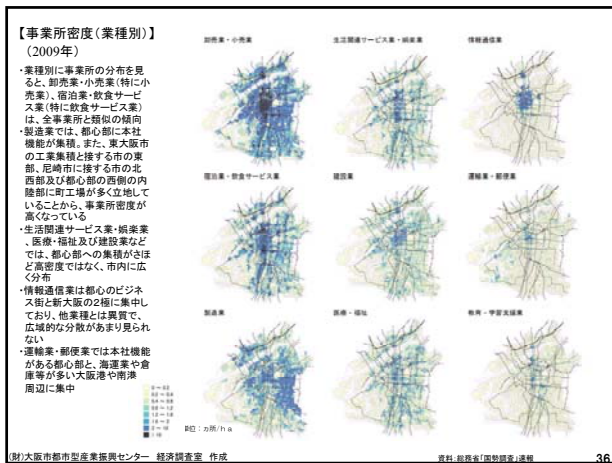 【事業所密度（業種別）】
（2009年）
・業種別に事業所の分布を見
ると、卸売業・小売業（特に小
売業）、宿泊業・飲食サービ
ス業（特に飲食サービス業）
は、全事業所と類似の傾向
・製造業では、都心部に本社
機能が集積。また、東大阪市
の工業集積と接する市の東
部、尼崎市に接する市の北
西部及び都心部の西側の内
陸部に町工場が多く立地して
いることから、事業所密度が
高くなっている
・生活関連サービス業・娯楽業
、医療・福祉及び建設業など
では、都心部への集積がさほ
ど高密度ではなく、市内に広
く分布
・情報通信業は都心のビジネ
ス街と新大阪の２極に集中し
ており、他業種とは異質で、
広域的な分散があまり見られ
ない
・運輸業・郵便業では本社機能
がある都心部と、海運業や倉
庫等が多い大阪港や南港
周辺に集中
卸売業・小売業
生活関連サービス業・娯楽業
情報通信業
宿泊業・飲食サービス業
建設業
運輸業・郵便業
製造業
医療・福祉
教育・学習支援業
単位：カ所/ｈａ
(財)大阪市都市型産業振興センター　経済調査室　作成
資料：総務省「国勢調査」速報
36